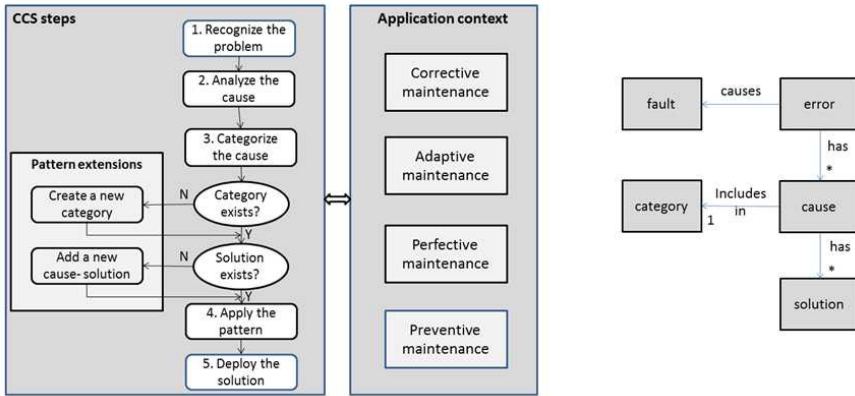 CCS steps
1. Recognize the
problem
2. Analyze the
cause
3. Categorize
the cause
Pattern extensions
Create a new
category
N
Category
exists?
Y
Add a new
cause- solution
N
Solution
exists?
Y
4. Apply the
pattern
5. Deploy the
solution
Application context
Corrective
maintenance
Adaptive
maintenance
Perfective
maintenance
Preventive
maintenance
fault
causes
error
has
*
category
1
Includes
in
cause
has
*
solution